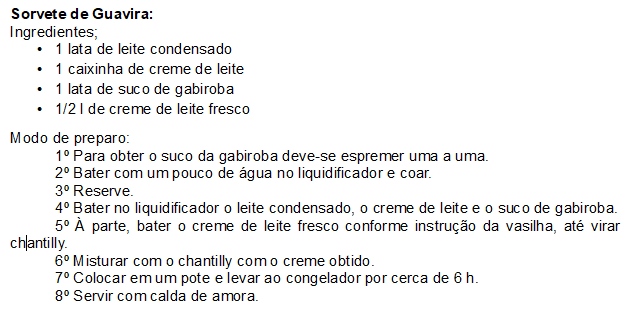 Sorvete de Guavira:
Ingredientes;
• 1 lata de leite condensado
• 1 caixinha de creme de leite
• 1 lata de suco de gabiroba
• 1/2 l de creme de leite fresco
Modo de preparo:
1º Para obter o suco da gabiroba deve-se espremer uma a uma.
2º Bater com um pouco de água no liquidificador e coar.
3º Reserve.
4º Bater no liquidificador o leite condensado, o creme de leite e o suco de gabiroba.
5º À parte, bater o creme de leite fresco conforme instrução da vasilha, até virar
chantilly.
6º Misturar com o chantilly com o creme obtido.
7º Colocar em um pote e levar ao congelador por cerca de 6 h.
8º Servir com calda de amora.